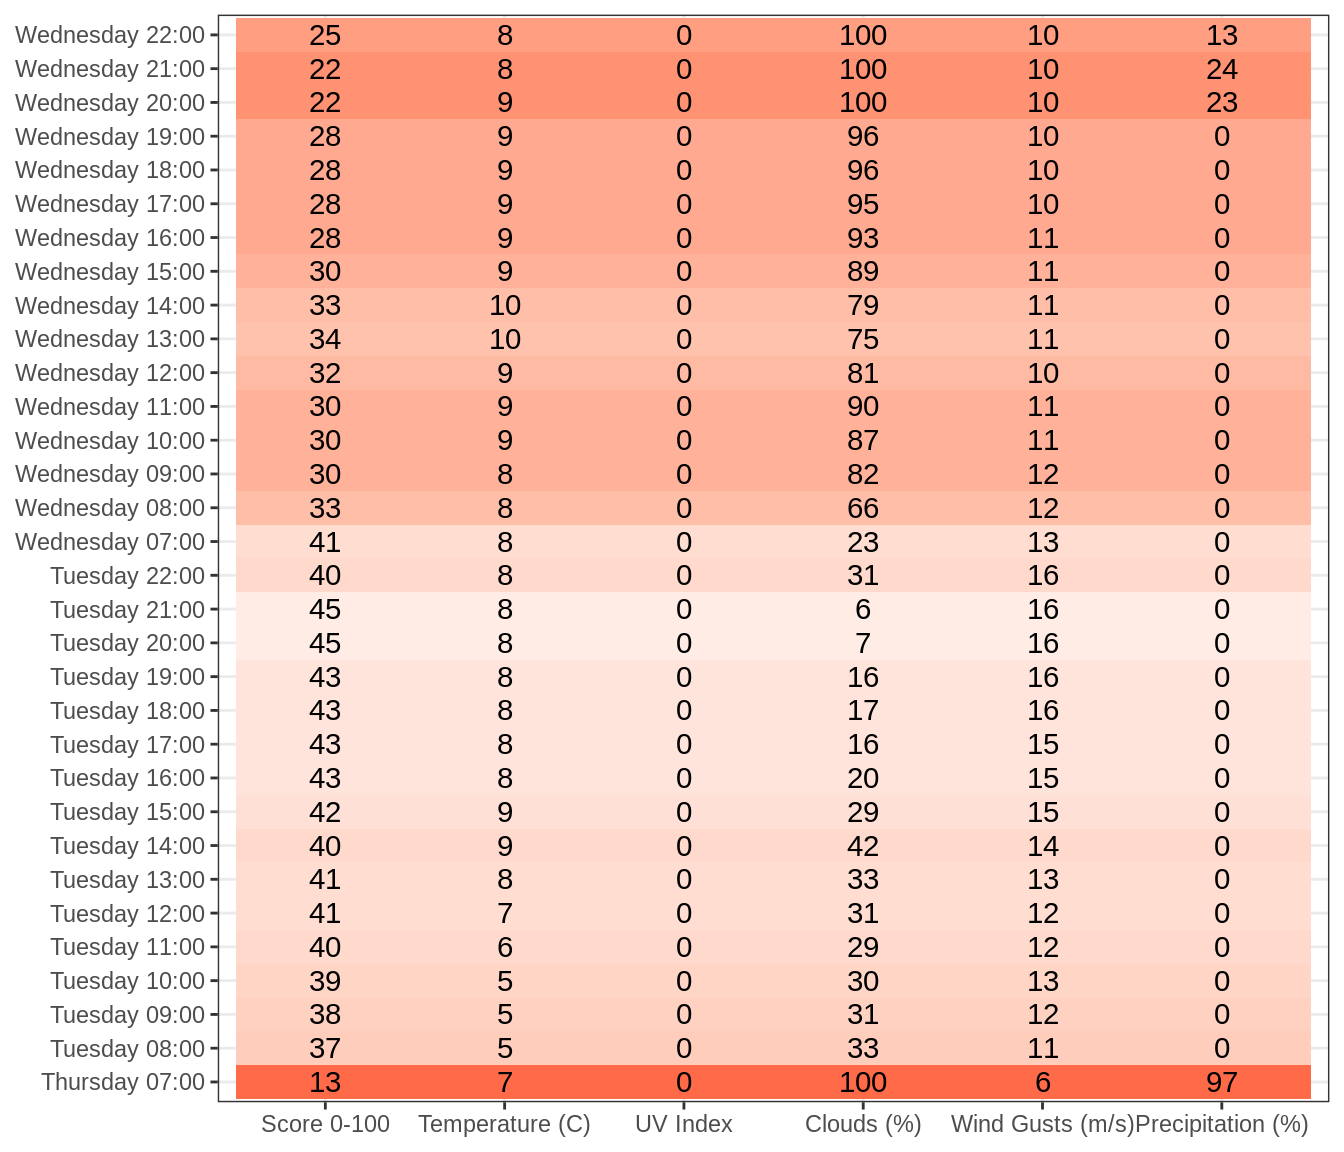 Wednesday 22:00 25 8 0 100 10 13
Wednesday 21:00 22 8 0 100 10 24
Wednesday 20:00 22 9 0 100 10 23
Wednesday 19:00 28 9 0 96 10 0
Wednesday 18:00 28 9 0 96 10 0
Wednesday 17:00 28 9 0 95 10 0
Wednesday 16:00 28 9 0 93 11 0
Wednesday 15:00 30 9 0 89 11 0
Wednesday 14:00 33 10 0 79 11 0
Wednesday 13:00 34 10 0 75 11 0
Wednesday 12:00 32 9 0 81 10 0
Wednesday 11:00 30 9 0 90 11 0
Wednesday 10:00 30 9 0 87 11 0
Wednesday 09:00 30 8 0 82 12 0
Wednesday 08:00 33 8 0 66 12 0
Wednesday 07:00 41 8 0 23 13 0
Tuesday 22:00 40 8 0 31 16 0
Tuesday 21:00 45 8 0 6 16 0
Tuesday 20:00 45 8 0 7 16 0
Tuesday 19:00 43 8 0 16 16 0
Tuesday 18:00 43 8 0 17 16 0
Tuesday 17:00 43 8 0 16 15 0
Tuesday 16:00 43 8 0 20 15 0
Tuesday 15:00 42 9 0 29 15 0
Tuesday 14:00 40 9 0 42 14 0
Tuesday 13:00 41 8 0 33 13 0
Tuesday 12:00 41 7 0 31 12 0
Tuesday 11:00 40 6 0 29 12 0
Tuesday 10:00 39 5 0 30 13 0
Tuesday 09:00 38 5 0 31 12 0
Tuesday 08:00 37 5 0 33 11 0
Thursday 07:00 13 7 0 100 6 97
Score 0-100 Temperature (C) UV Index Clouds (%) Wind Gusts (m/s) Precipitation (%)